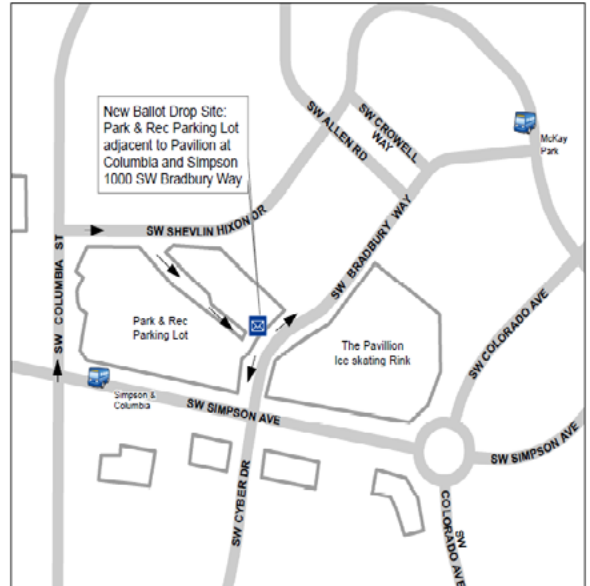 New Ballot Drop Site:
Park & Rec Parking Lot
adjacent to Pavilion at
Columbia and Simpson
1000 SW Bradbury Way
SW ALLEN RD
SW CROWELL
WAY
McKay
Park
SW SHEVLIN HIXON DR
SW BRADBURY WAY
SW COLUMBIA ST
Park & Rec
Parking Lot
The Pavillion
Ice skating Rink
SW COLORADO AVE
Simpson &
Columbia
SW SIMPSON AVE
SW SIMPSON AVE
SW CYBER DR
SW
COLORADO AVE